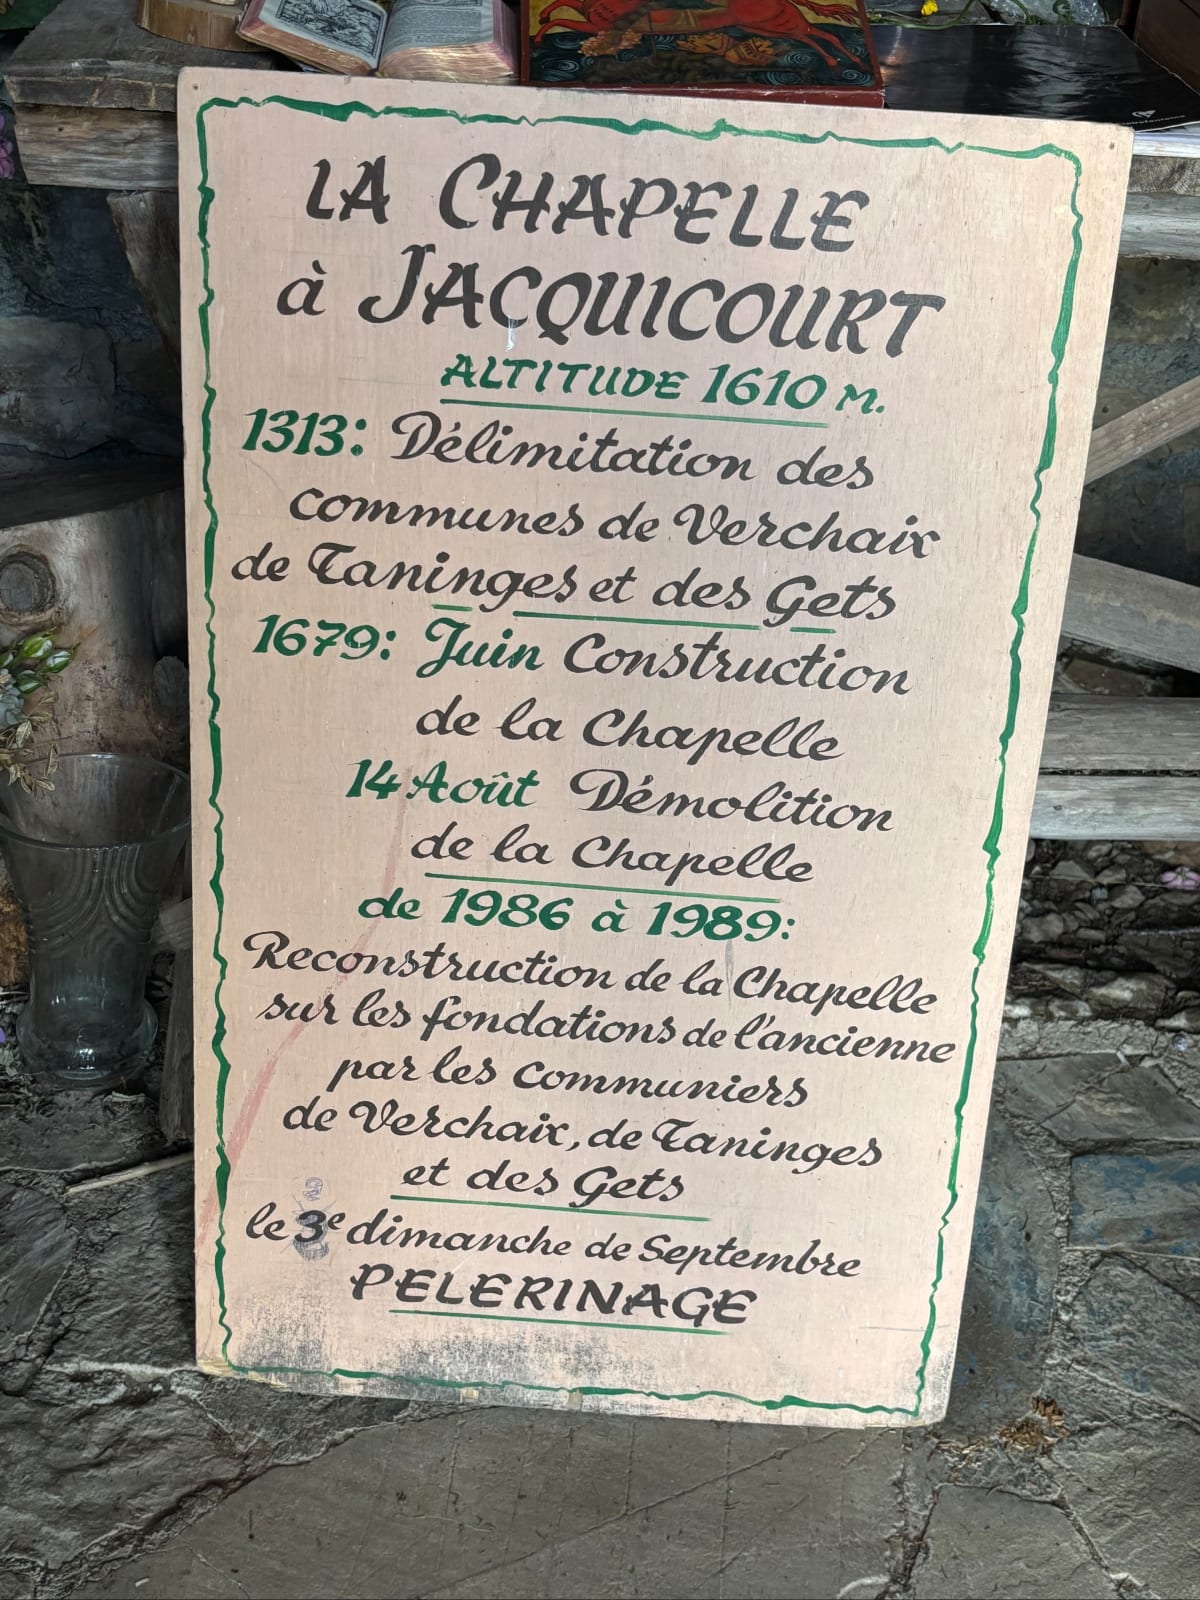 LA CHAPELLE
à JACQUICOURT
ALTITUDE 1610 M.
1313: Délimitation des
communes de Verchaix
de Taninges et des Gets
1679: Juin Construction
de la Chapelle
14 Août Démolition
de la Chapelle
de 1986 à 1989:
Reconstruction de la Chapelle
sur les fondations de l'ancienne
par les communiers
de Verchaix, de Taninges
et des Gets
le 3e dimanche de Septembre
PELERINAGE